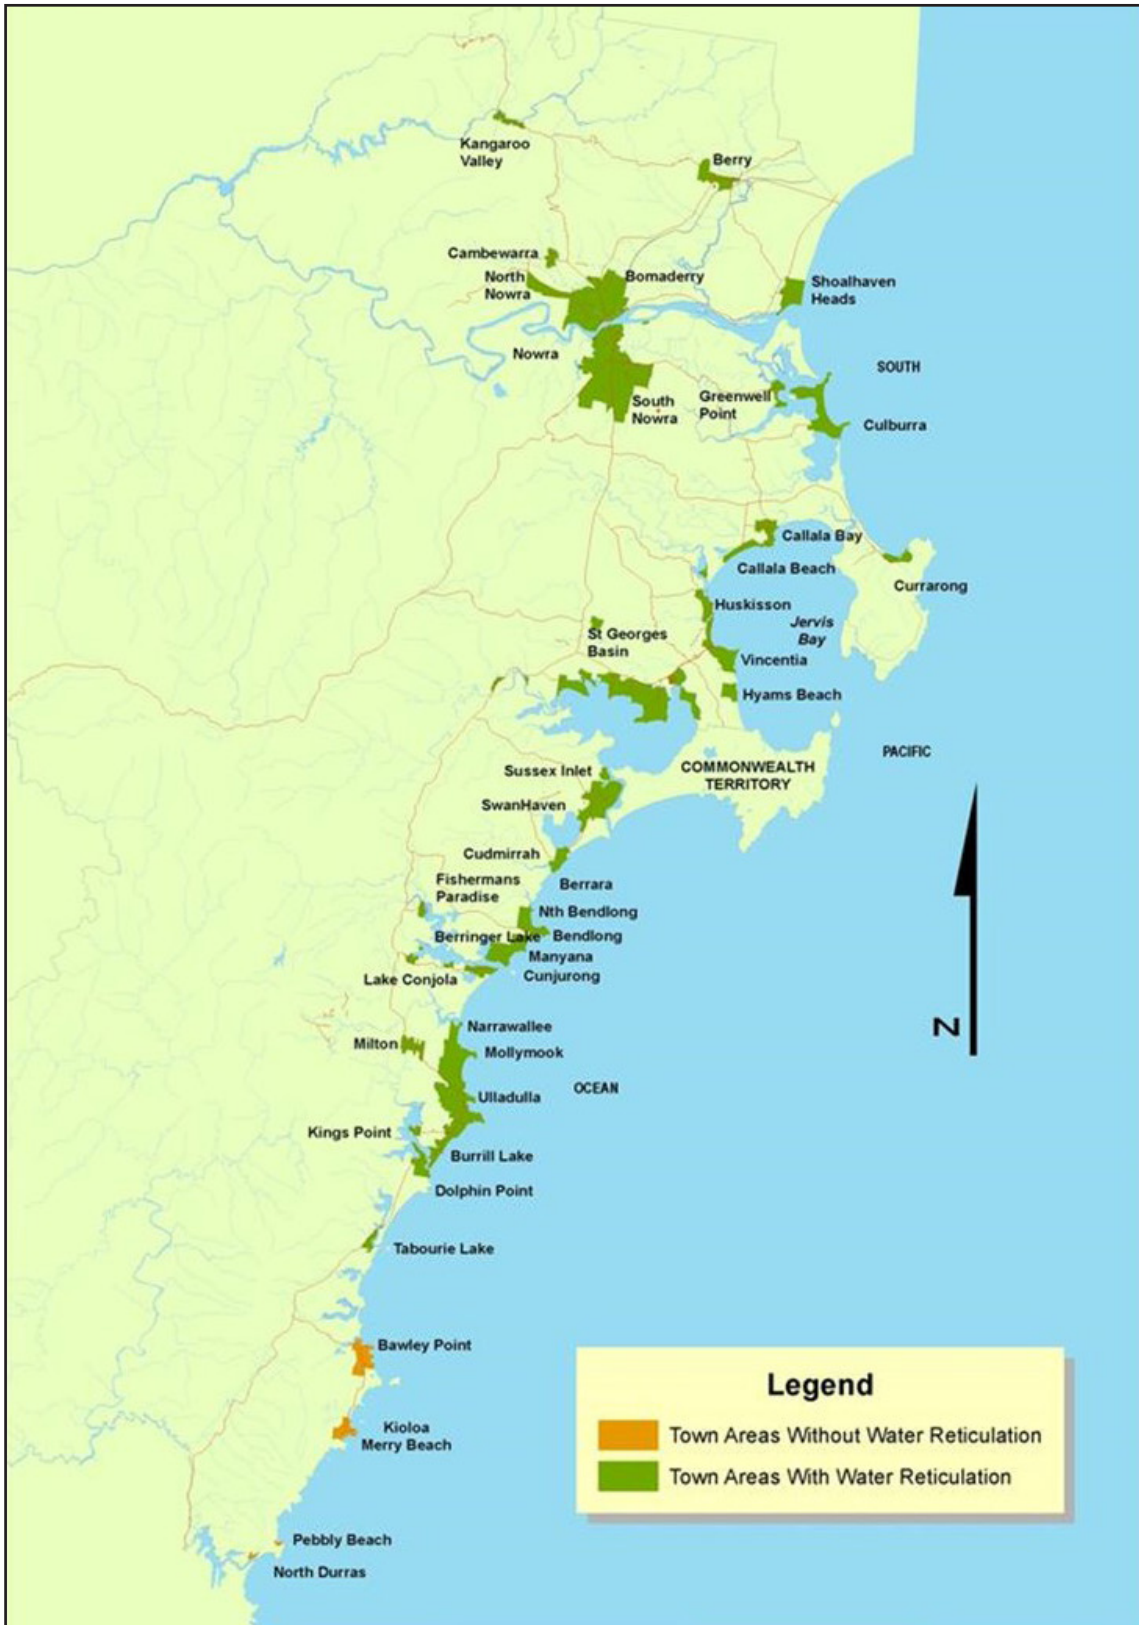 Kangaroo
Valley
Berry
Cambewarra
North
Nowra
Bomaderry
Shoalhaven
Heads
Nowra
SOUTH
South
Nowra
Greenwell
Point
Culburra
Callala Bay
Callala Beach
Currarong
Huskisson
Jervis
Bay
St Georges
Basin
Vincentia
Hyams Beach
PACIFIC
COMMONWEALTH
TERRITORY
Sussex Inlet
SwanHaven
Cudmirrah
Berrara
Fishermans
Paradise
Nth Bendlong
Berringer Lake
Bendlong
Manyana
Cunjurong
Lake Conjola
N
Narrawallee
Milton
Mollymook
OCEAN
Ulladulla
Kings Point
Burrill Lake
Dolphin Point
Tabourie Lake
Bawley Point
Kioloa
Merry Beach
Pebbly Beach
North Durras
Legend
Town Areas Without Water Reticulation
Town Areas With Water Reticulation